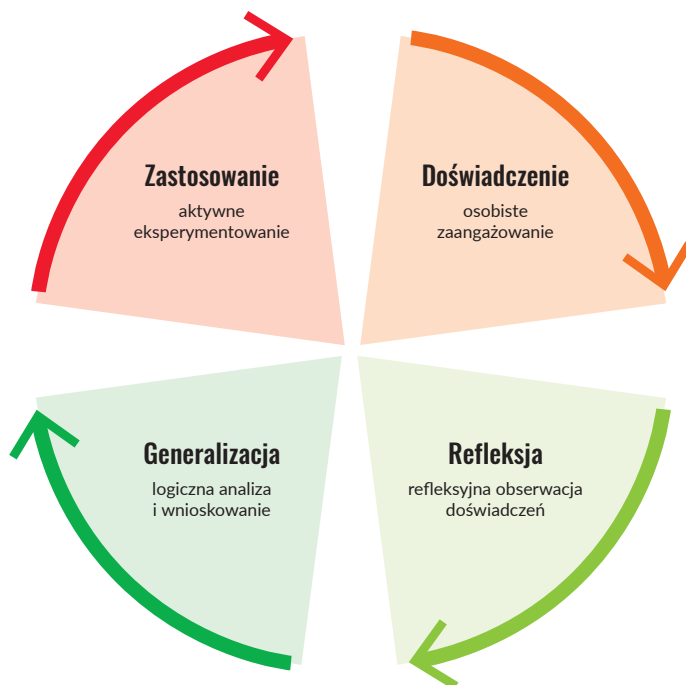 Zastosowanie
aktywne
eksperymentowanie
Doświadczenie
osobiste
zaangażowanie
Generalizacja
logiczna analiza
i wnioskowanie
Refleksja
refleksyjna obserwacja
doświadczeń